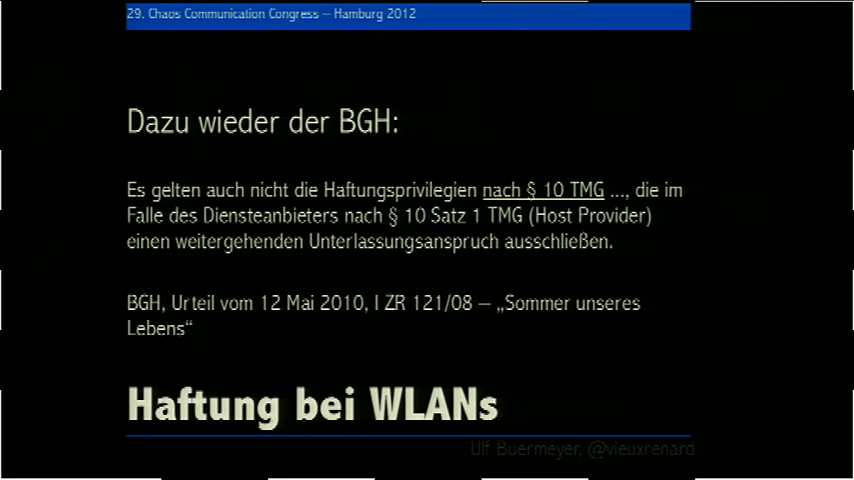 29. Chaos Communication Congress – Hamburg 2012
Dazu wieder der BGH:
Es gelten auch nicht die Haftungsprivilegien nach § 10 TMG ..., die im
Falle des Diensteanbieters nach § 10 Satz 1 TMG (Host Provider)
einen weitergehenden Unterlassungsanspruch ausschließen.
BGH, Urteil vom 12 Mai 2010, I ZR 121/08 – „Sommer unseres
Lebens“
Haftung bei WLANs
Ulf Buermeyer, @vieuxrenard